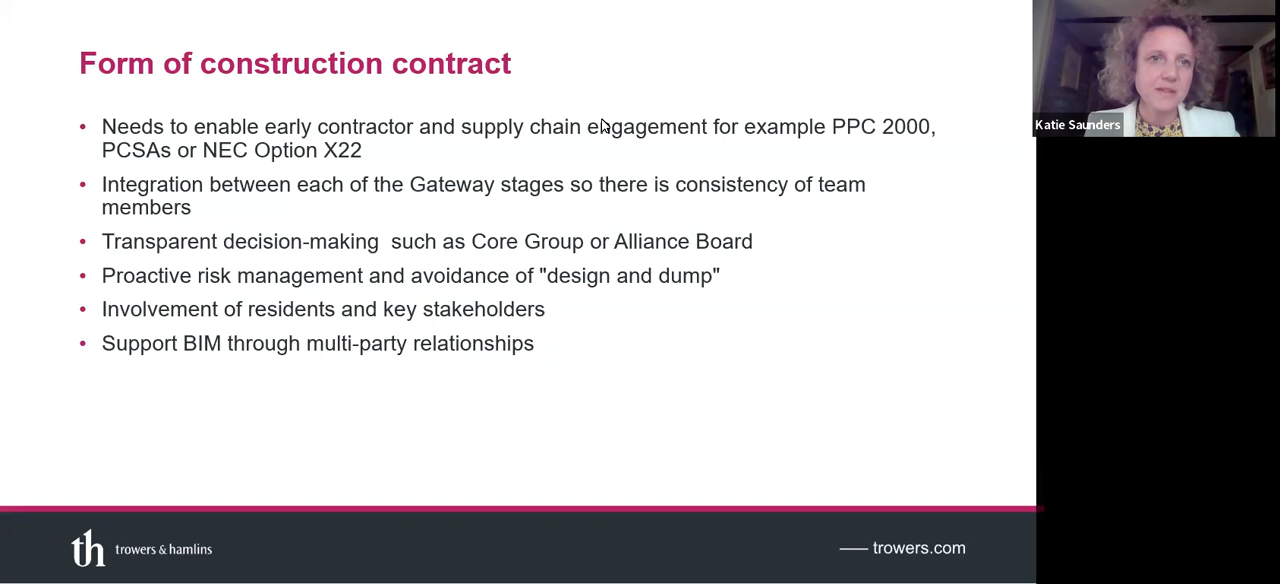 Form of construction contract
• Needs to enable early contractor and supply chain engagement for example PPC 2000,
PCSAs or NEC Option X22
• Integration between each of the Gateway stages so there is consistency of team
members
• Transparent decision-making  such as Core Group or Alliance Board
• Proactive risk management and avoidance of "design and dump"
• Involvement of residents and key stakeholders
• Support BIM through multi-party relationships
Katie Saunders
th trowers & hamlins
trowers.com